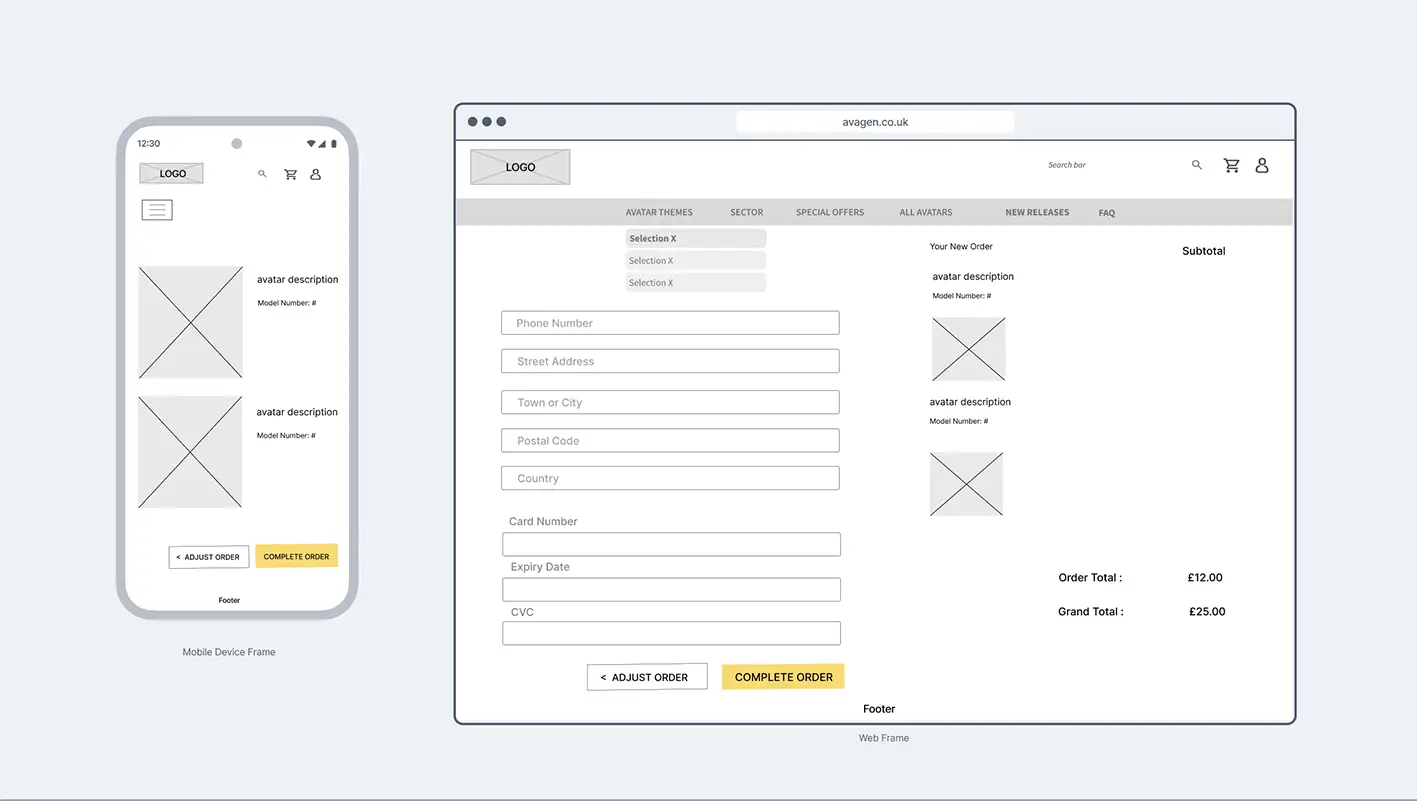 12:30
LOGO
avatar description
Model Number: #
avatar description
Model Number: #
< ADJUST ORDER
COMPLETE ORDER
Footer
Mobile Device Frame
avagen.co.uk
LOGO
Search bar
AVATAR THEMES SECTOR SPECIAL OFFERS ALL AVATARS NEW RELEASES FAQ
Selection X
Selection X
Selection X
Phone Number
Street Address
Town or City
Postal Code
Country
Card Number
Expiry Date
CVC
< ADJUST ORDER
COMPLETE ORDER
Your New Order
Subtotal
avatar description
Model Number: #
avatar description
Model Number: #
Order Total : £12.00
Grand Total : £25.00
Footer
Web Frame